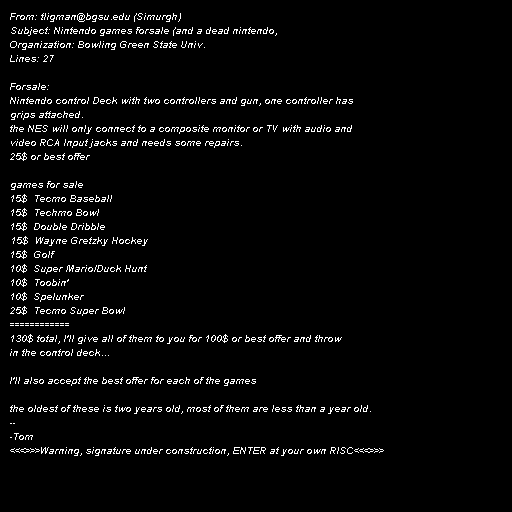 From: tligman@bgsu.edu (Simurgh)
Subject: Nintendo games forsale (and a dead nintendo,
Organization: Bowling Green State Univ.
Lines: 27
Forsale:
Nintendo control Deck with two controllers and gun, one controller has
grips attached.
the NES will only connect to a composite monitor or TV with audio and
video RCA Input jacks and needs some repairs.
25$ or best offer
games for sale
15$ Tecmo Baseball
15$ Techmo Bowl
15$ Double Dribble
15$ Wayne Gretzky Hockey
15$ Golf
10$ Super Mario/Duck Hunt
10$ Toobin'
10$ Spelunker
25$ Tecmo Super Bowl
============
130$ total, I'll give all of them to you for 100$ or best offer and throw
in the control deck...
I'll also accept the best offer for each of the games
the oldest of these is two years old, most of them are less than a year old.
--
-Tom
<<<>>>Warning, signature under construction, ENTER at your own RISC<<<>>>